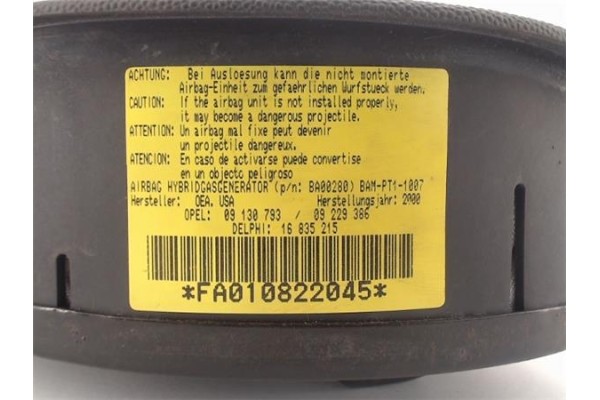 ACHTUNG: Bei Ausloesung kann die nicht montierte
Airbag-Einheit zum gefaehrlichen Wurfstueck werden.
CAUTION: If the airbag unit is not installed properly,
it may become a dangerous projectile.
ATTENTION: Un airbag mal fixe peut devenir
un projectile dangereux.
ATENCION: En caso de activarse puede convertise
en un objecto peligroso
AIRBAG HYBRIDGASGENERATOR (p/n: BA00280) BAM-PT1-1007
Hersteller: OEA, USA Herstellungsjahr: 2000
OPEL: 09 130 793 / 09 229 386
DELPHI: 16 835 215
*FA010822045*